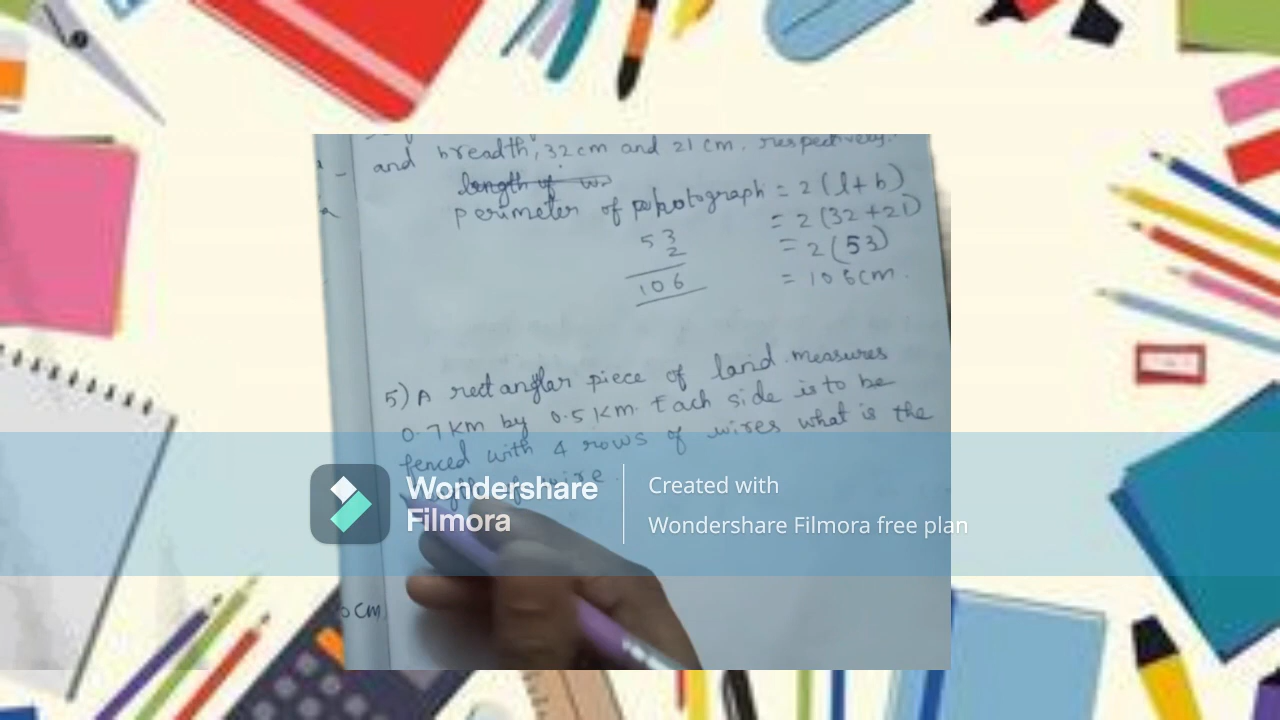 and breadth, 32 cm and 21 cm. respectively.
length of
perimeter of photograph = 2 (l + b)
= 2 (32 + 21)
53
2
= 2 (53)
106
= 106 cm.
5) A rectangler piece of land measures
0.7 km by 0.5 km. Each side is to be
fenced with 4 rows of wires what is the
of wire.
0 cm
Wondershare
Filmora
Created with
Wondershare Filmora free plan